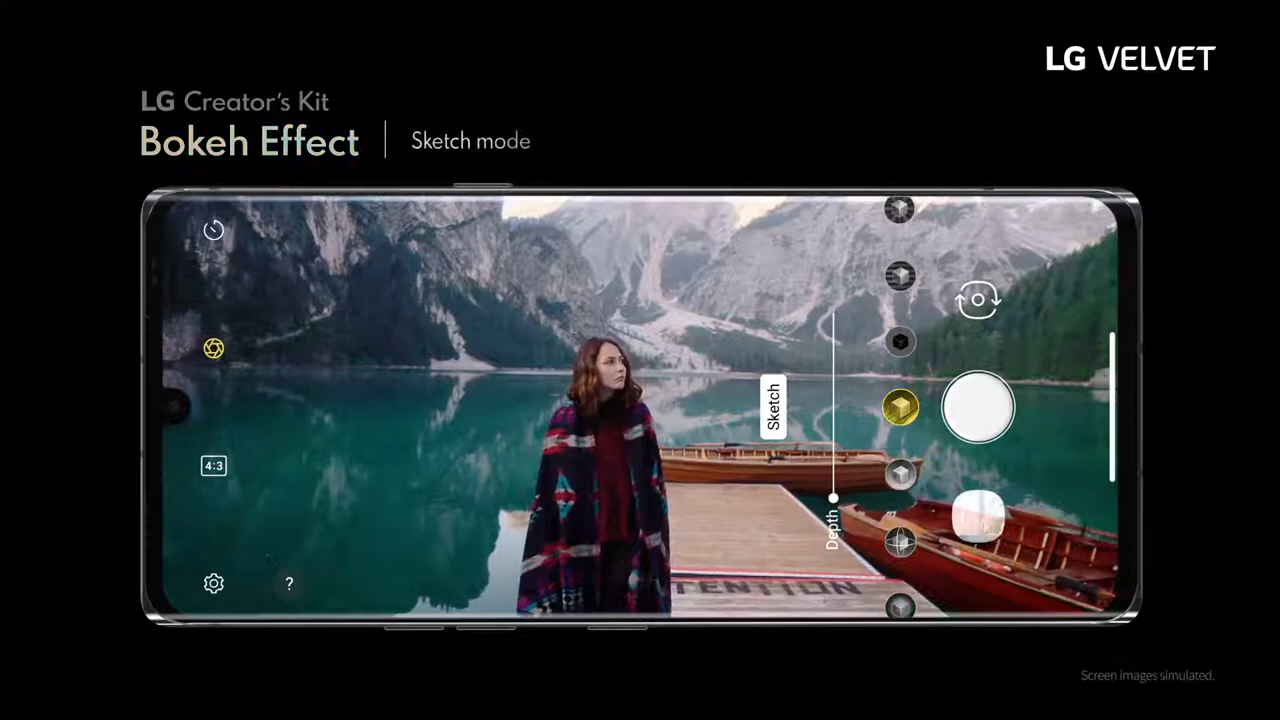 LG VELVET
LG Creator's Kit
Bokeh Effect
Sketch mode
Sketch
4:3
Depth
?
TENTION
Screen images simulated.